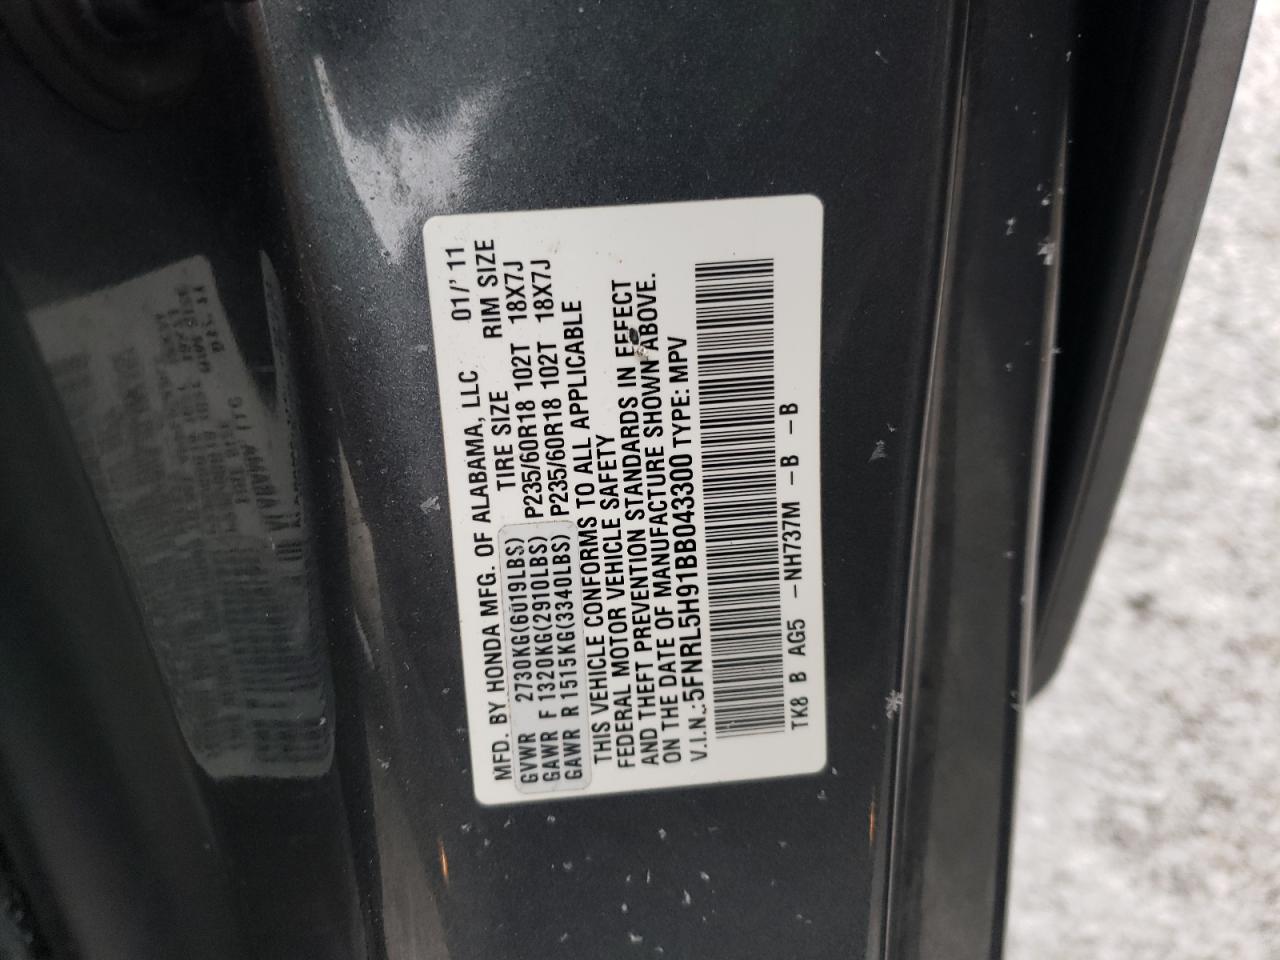 MFD. BY HONDA MFG. OF ALABAMA, LLC 01/'11
TIRE SIZE RIM SIZE
GVWR 2730KG(6019LBS)
GAWR F 1320KG(2910LBS) P235/60R18 102T 18X7J
GAWR R 1515KG(3340LBS) P235/60R18 102T 18X7J
THIS VEHICLE CONFORMS TO ALL APPLICABLE
FEDERAL MOTOR VEHICLE SAFETY
AND THEFT PREVENTION STANDARDS IN EFFECT
ON THE DATE OF MANUFACTURE SHOWN ABOVE.
V.I.N.:5FNRL5H91BB043300 TYPE: MPV
TK8 B AG5 -NH737M -B -B